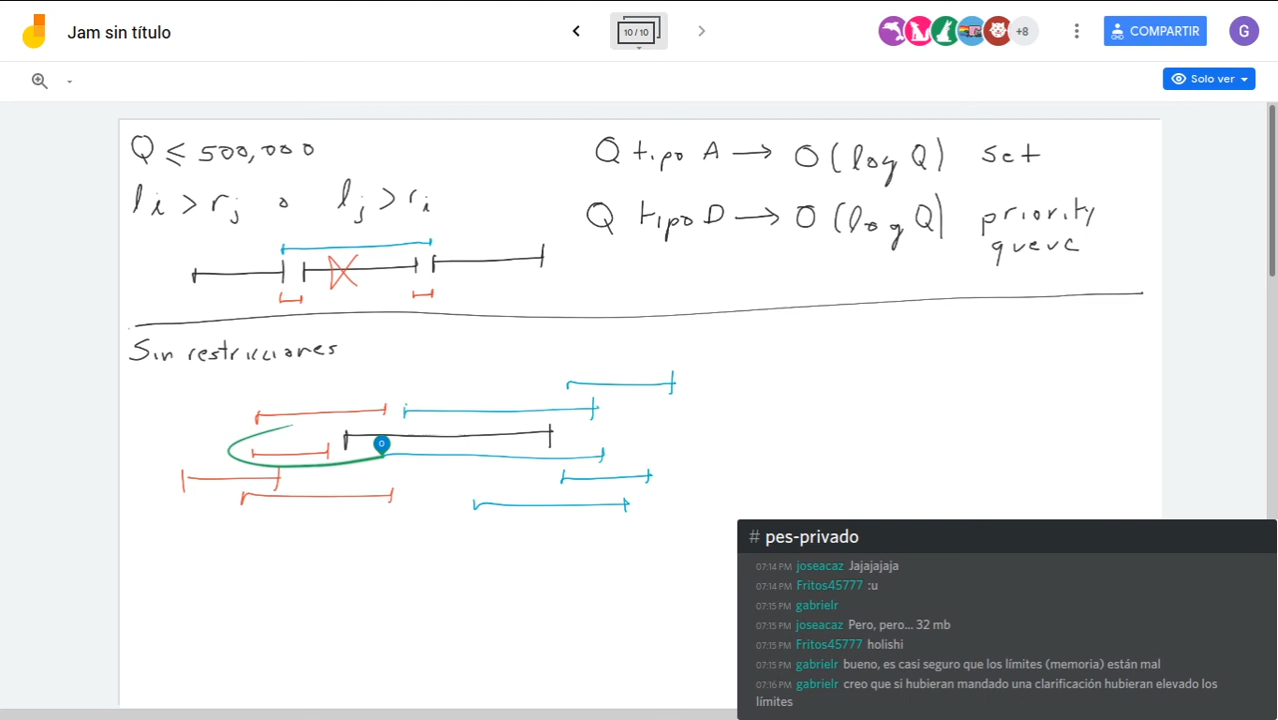 Jam sin título
10 / 10
+8
COMPARTIR
G
Solo ver
Q ≤ 500,000
li > rj o lj > ri
Q tipo A → O(log Q) set
Q tipo D → O(log Q) priority
queue
Sin restricciones
# pes-privado
07:14 PM joseacaz Jajajajaja
07:14 PM Fritos45777 :u
07:15 PM gabrielr
07:15 PM joseacaz Pero, pero... 32 mb
07:15 PM Fritos45777 holishi
07:15 PM gabrielr bueno, es casi seguro que los límites (memoria) están mal
07:16 PM gabrielr creo que si hubieran mandado una clarificación hubieran elevado los
límites